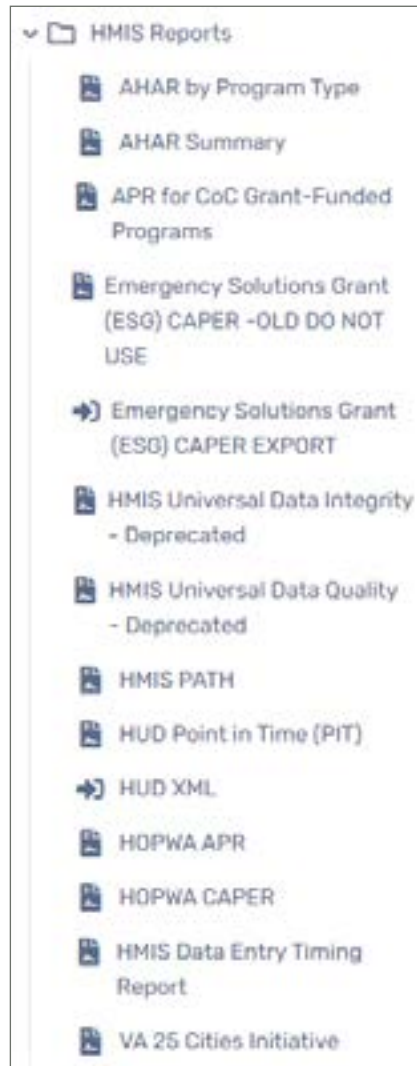 HMIS Reports
AHAR by Program Type
AHAR Summary
APR for CoC Grant-Funded
Programs
Emergency Solutions Grant
(ESG) CAPER -OLD DO NOT
USE
Emergency Solutions Grant
(ESG) CAPER EXPORT
HMIS Universal Data Integrity
- Deprecated
HMIS Universal Data Quality
- Deprecated
HMIS PATH
HUD Point in Time (PIT)
HUD XML
HOPWA APR
HOPWA CAPER
HMIS Data Entry Timing
Report
VA 25 Cities Initiative